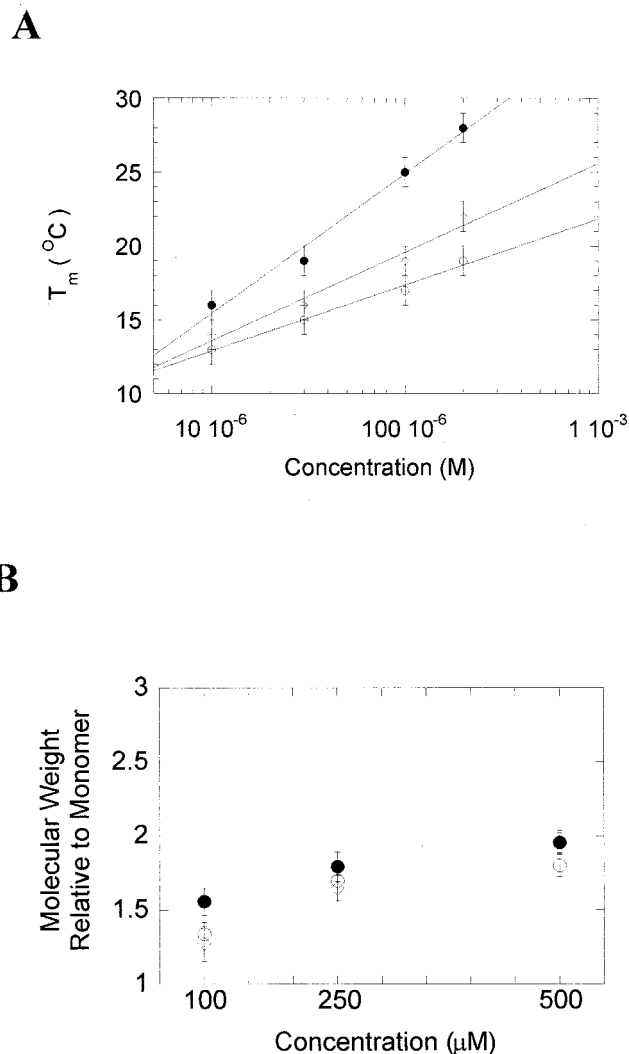 A
30
25
20
15
10
T_m (°C)
10 10^-6
100 10^-6
1 10^-3
Concentration (M)
B
3
2.5
2
1.5
1
Molecular Weight
Relative to Monomer
100
250
500
Concentration (μM)